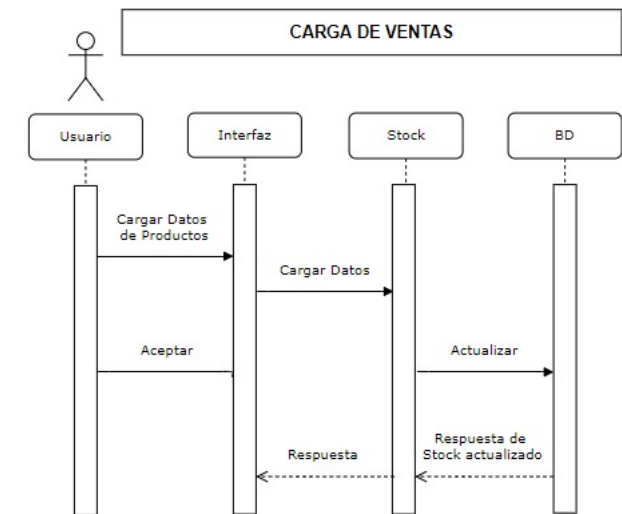 CARGA DE VENTAS
Usuario
Interfaz
Stock
BD
Cargar Datos
de Productos
Cargar Datos
Aceptar
Actualizar
Respuesta
Respuesta de
Stock actualizado